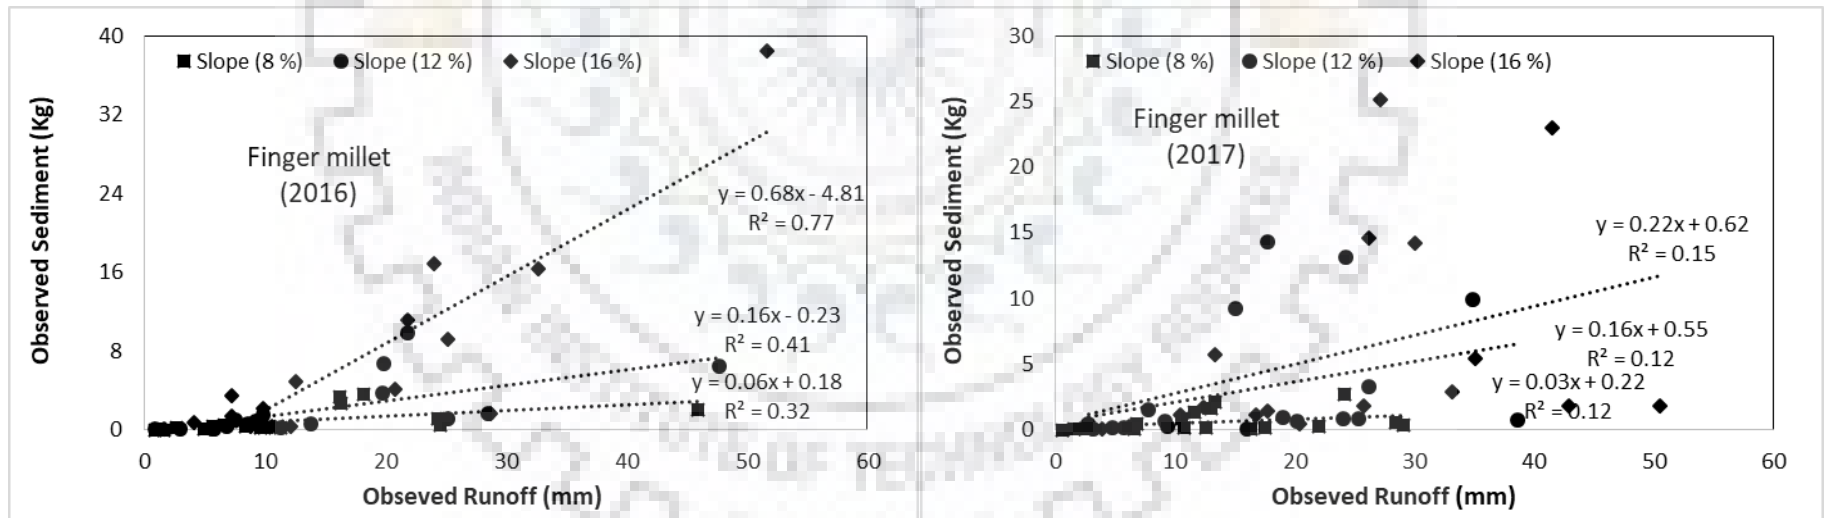 40
32
24
16
8
0
0 10 20 30 40 50 60
Observed Sediment (Kg)
Obseved Runoff (mm)
Slope (8 %) Slope (12 %) Slope (16 %)
Finger millet
(2016)
y = 0.68x - 4.81
R² = 0.77
y = 0.16x - 0.23
R² = 0.41
y = 0.06x + 0.18
R² = 0.32
30
25
20
15
10
5
0
0 10 20 30 40 50 60
Observed Sediment (Kg)
Obseved Runoff (mm)
Slope (8 %) Slope (12 %) Slope (16 %)
Finger millet
(2017)
y = 0.22x + 0.62
R² = 0.15
y = 0.16x + 0.55
R² = 0.12
y = 0.03x + 0.22
R² = 0.12